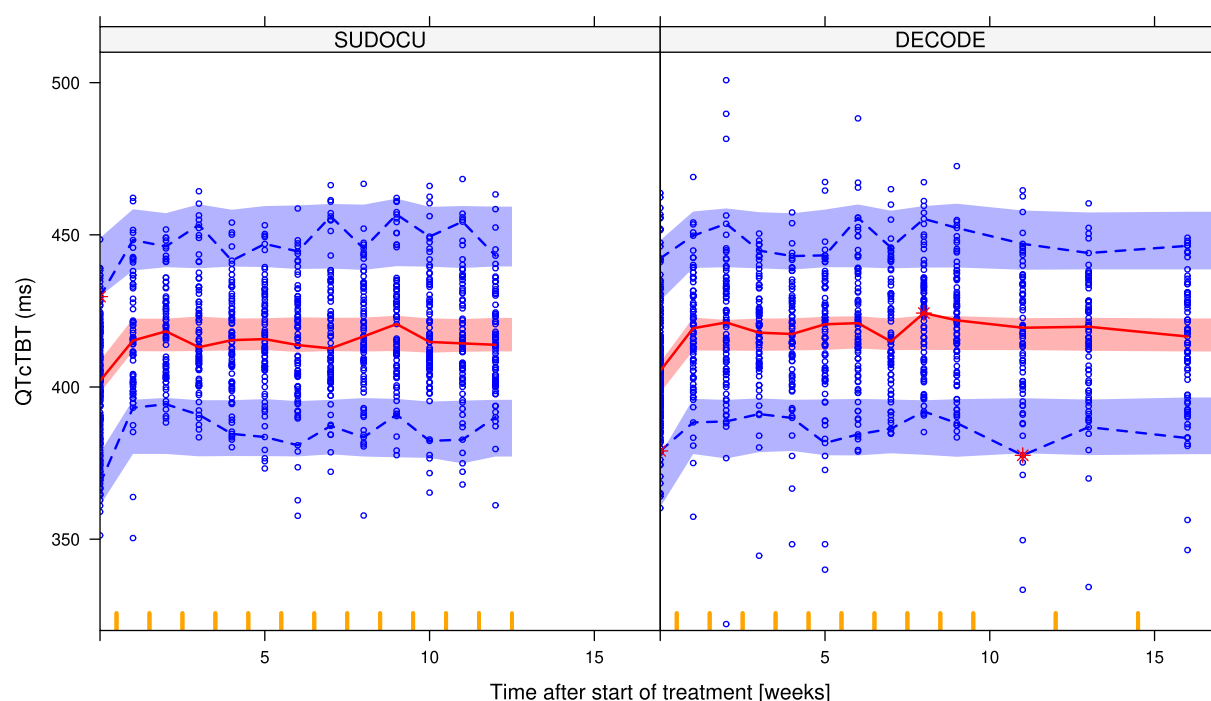 SUDOCU
DECODE
500
450
400
350
QTcTBT (ms)
5
10
15
5
10
15
Time after start of treatment [weeks]